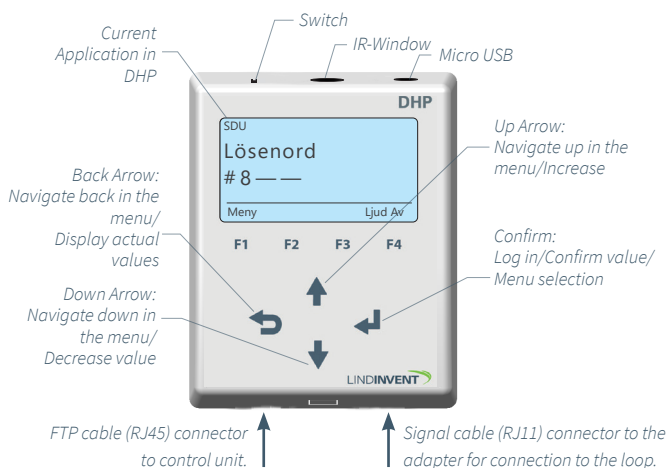 Switch
Current
Application in
DHP
IR-Window
Micro USB
DHP
SDU
Lösenord
# 8 — —
Meny Ljud Av
F1 F2 F3 F4
Up Arrow:
Navigate up in the
menu/Increase
Back Arrow:
Navigate back in the
menu/
Display actual
values
Confirm:
Log in/Confirm value/
Menu selection
Down Arrow:
Navigate down in
the menu/
Decrease value
LINDINVENT
FTP cable (RJ45) connector
to control unit.
Signal cable (RJ11) connector to the
adapter for connection to the loop.